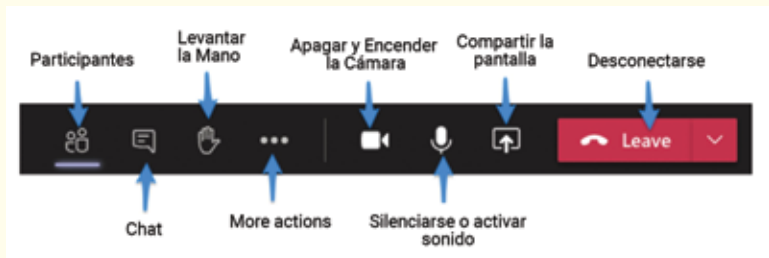 Participantes
Levantar
la Mano
Apagar y Encender
la Cámara
Compartir la
pantalla
Desconectarse
Leave
Chat
More actions
Silenciarse o activar
sonido